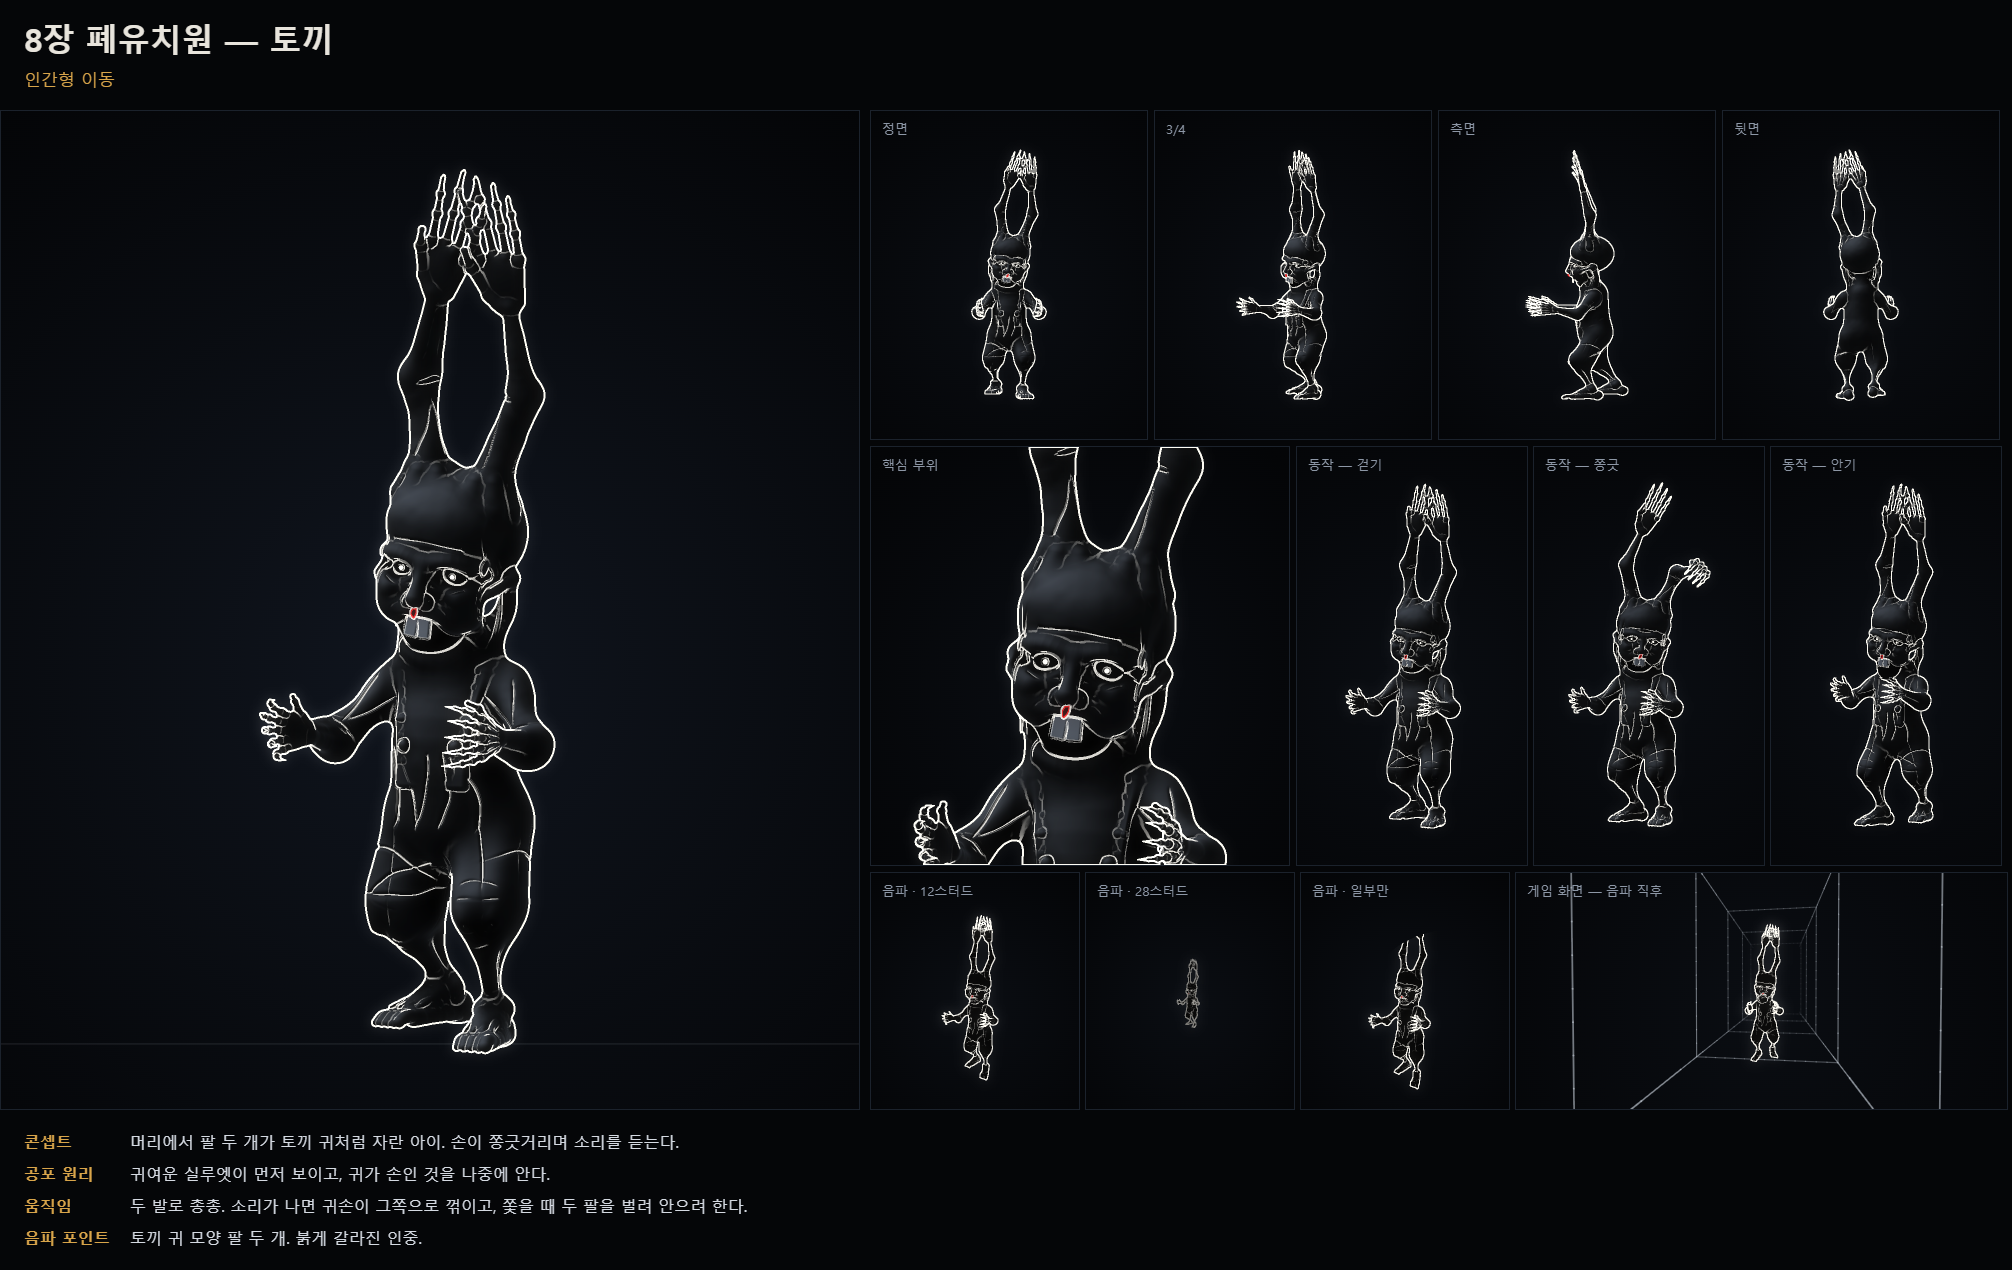 8장 폐유치원 — 토끼
인간형 이동
정면
3/4
측면
뒷면
핵심 부위
동작 — 걷기
동작 — 쫑긋
동작 — 안기
음파 · 12스터드
음파 · 28스터드
음파 · 일부만
게임 화면 — 음파 직후
콘셉트 머리에서 팔 두 개가 토끼 귀처럼 자란 아이. 손이 쫑긋거리며 소리를 듣는다.
공포 원리 귀여운 실루엣이 먼저 보이고, 귀가 손인 것을 나중에 안다.
움직임 두 발로 총총. 소리가 나면 귀손이 그쪽으로 꺾이고, 쫓을 때 두 팔을 벌려 안으려 한다.
음파 포인트 토끼 귀 모양 팔 두 개. 붉게 갈라진 인중.